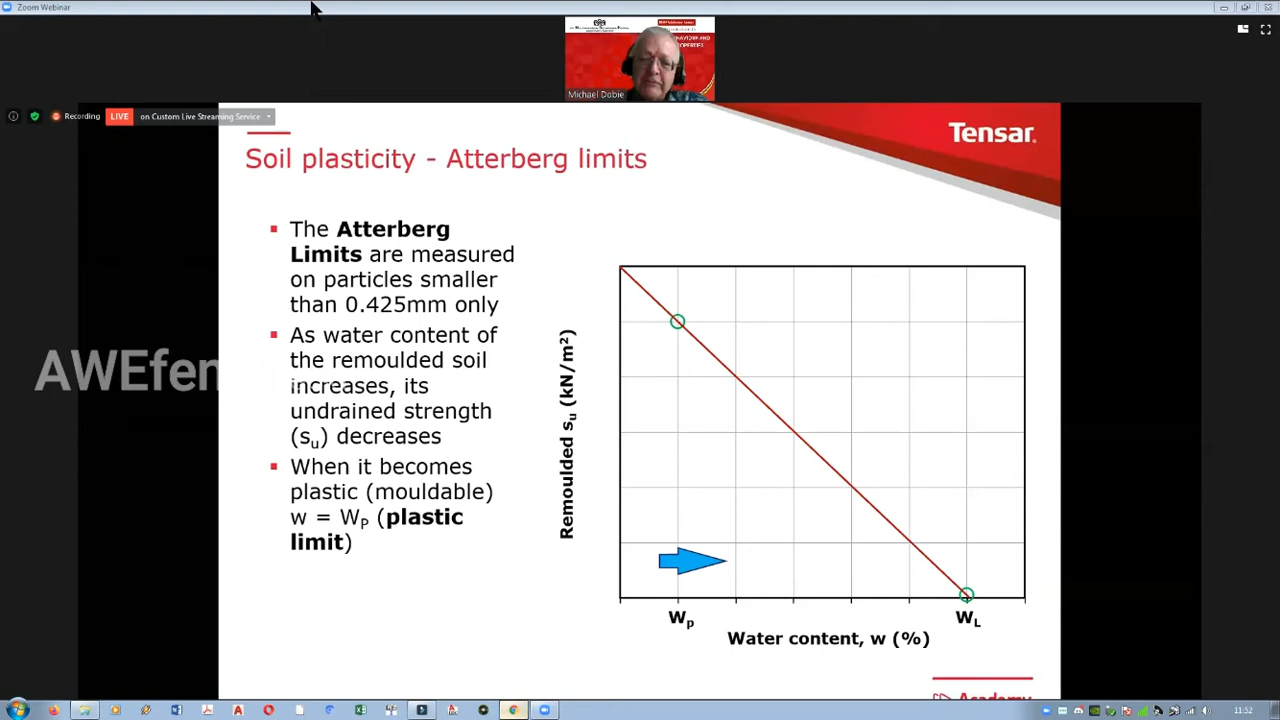 Zoom Webinar
Michael Dobie
Recording
LIVE
on Custom Live Streaming Service
Tensar.
Soil plasticity - Atterberg limits
▪ The Atterberg
Limits are measured
on particles smaller
than 0.425mm only
▪ As water content of
the remoulded soil
increases, its
undrained strength
(su) decreases
▪ When it becomes
plastic (mouldable)
w = WP (plastic
limit)
AWEfen
Remoulded su (kN/m²)
Wp
WL
Water content, w (%)
Academy
11:52